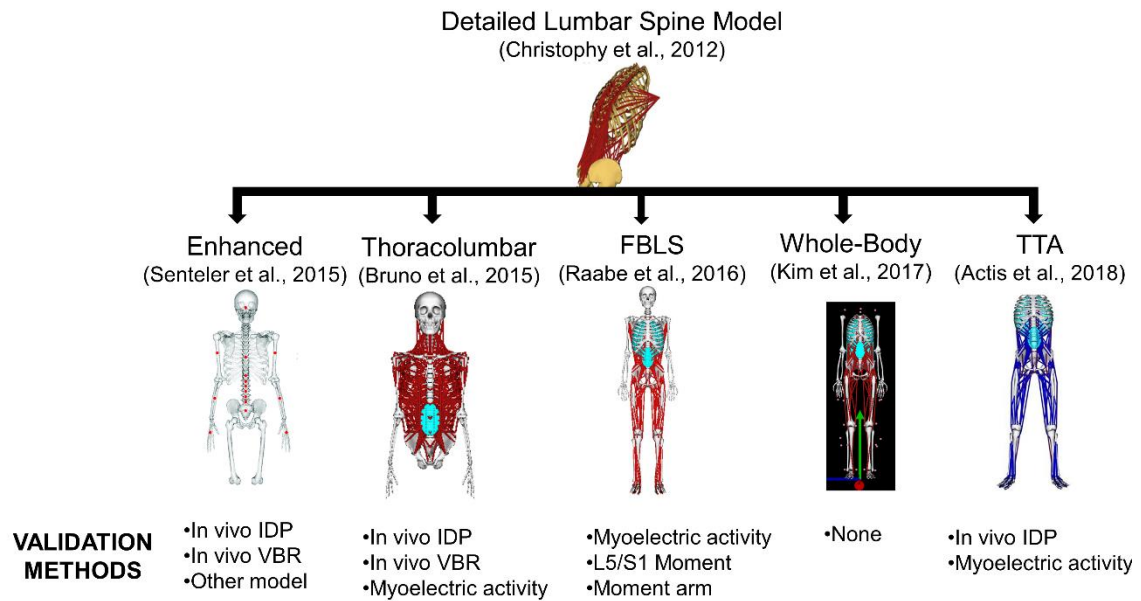 Detailed Lumbar Spine Model
(Christophy et al., 2012)
Enhanced
(Senteler et al., 2015)
Thoracolumbar
(Bruno et al., 2015)
FBLS
(Raabe et al., 2016)
Whole-Body
(Kim et al., 2017)
TTA
(Actis et al., 2018)
VALIDATION
METHODS
•In vivo IDP
•In vivo VBR
•Other model
•In vivo IDP
•In vivo VBR
•Myoelectric activity
•Myoelectric activity
•L5/S1 Moment
•Moment arm
•None
•In vivo IDP
•Myoelectric activity